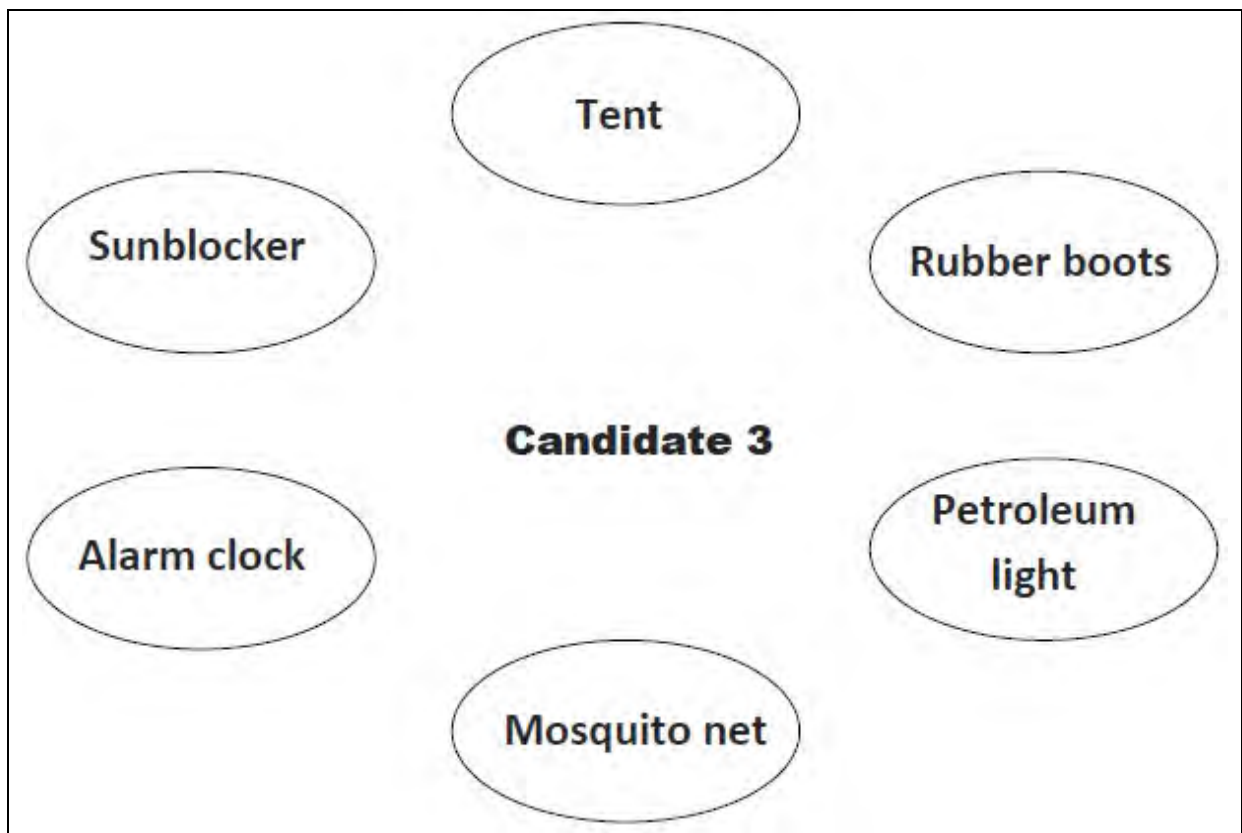 Tent
Sunblocker
Rubber boots
Candidate 3
Petroleum
light
Alarm clock
Mosquito net